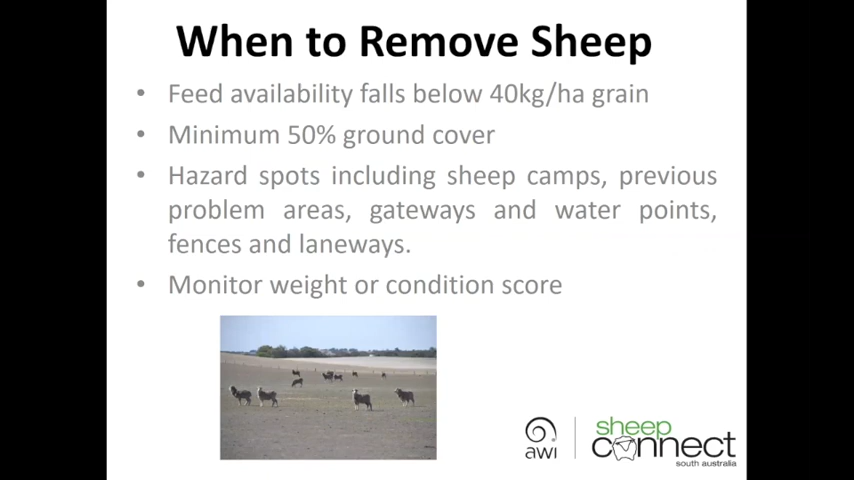 When to Remove Sheep
• Feed availability falls below 40kg/ha grain
• Minimum 50% ground cover
• Hazard spots including sheep camps, previous
problem areas, gateways and water points,
fences and laneways.
• Monitor weight or condition score
awi
sheep
connect
south australia